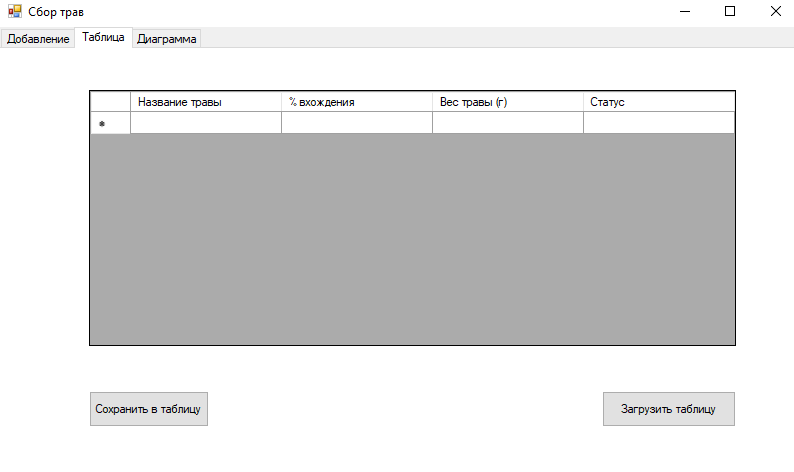 Сбор трав
Добавление Таблица Диаграмма
Название травы % вхождения Вес травы (г) Статус
Сохранить в таблицу Загрузить таблицу